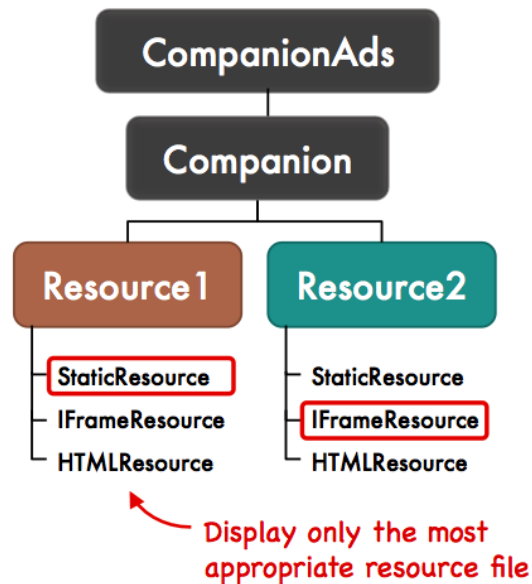 CompanionAds
Companion
Resource1
Resource2
StaticResource
IFrameResource
HTMLResource
StaticResource
IFrameResource
HTMLResource
Display only the most
appropriate resource file